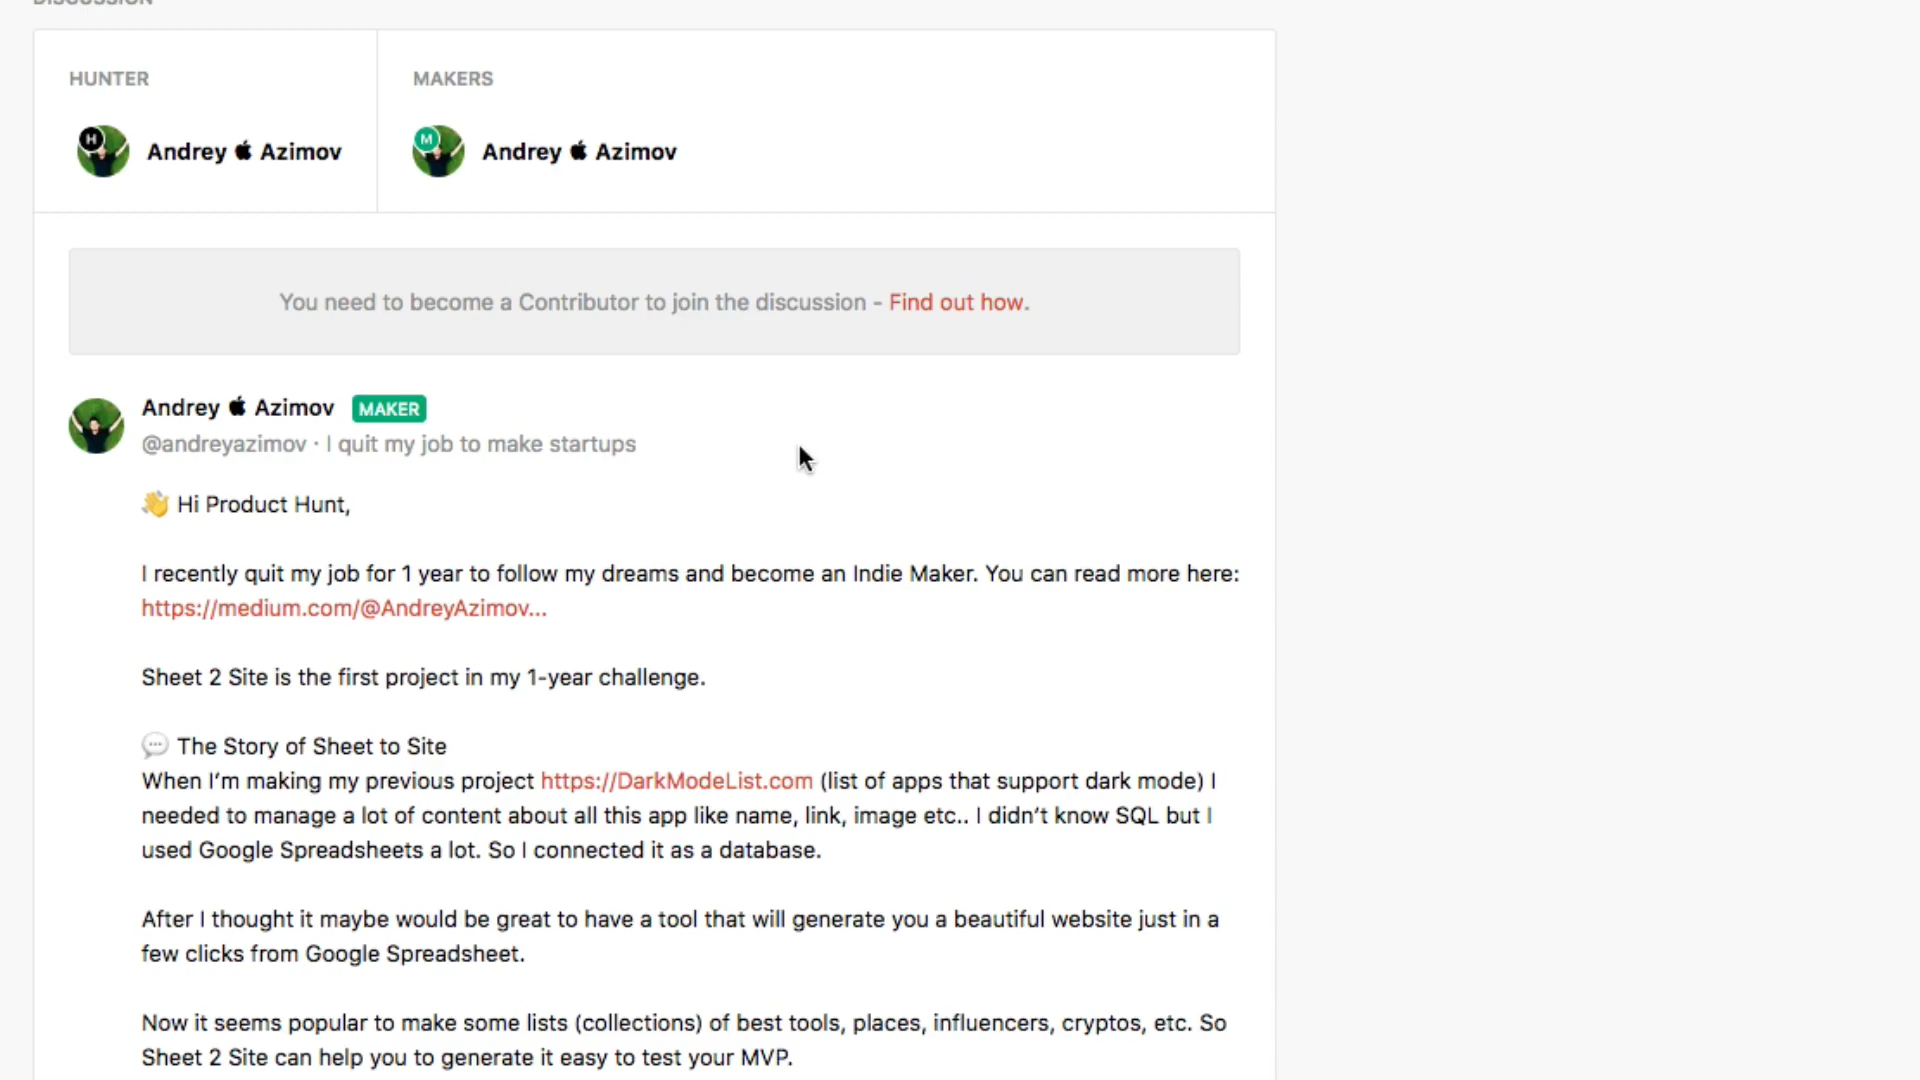 DISCUSSION
HUNTER
MAKERS
H
Andrey Azimov
M
Andrey Azimov
You need to become a Contributor to join the discussion - Find out how.
Andrey Azimov MAKER
@andreyazimov · I quit my job to make startups
👋 Hi Product Hunt,
I recently quit my job for 1 year to follow my dreams and become an Indie Maker. You can read more here:
https://medium.com/@AndreyAzimov...
Sheet 2 Site is the first project in my 1-year challenge.
💬 The Story of Sheet to Site
When I’m making my previous project https://DarkModeList.com (list of apps that support dark mode) I
needed to manage a lot of content about all this app like name, link, image etc.. I didn’t know SQL but I
used Google Spreadsheets a lot. So I connected it as a database.
After I thought it maybe would be great to have a tool that will generate you a beautiful website just in a
few clicks from Google Spreadsheet.
Now it seems popular to make some lists (collections) of best tools, places, influencers, cryptos, etc. So
Sheet 2 Site can help you to generate it easy to test your MVP.